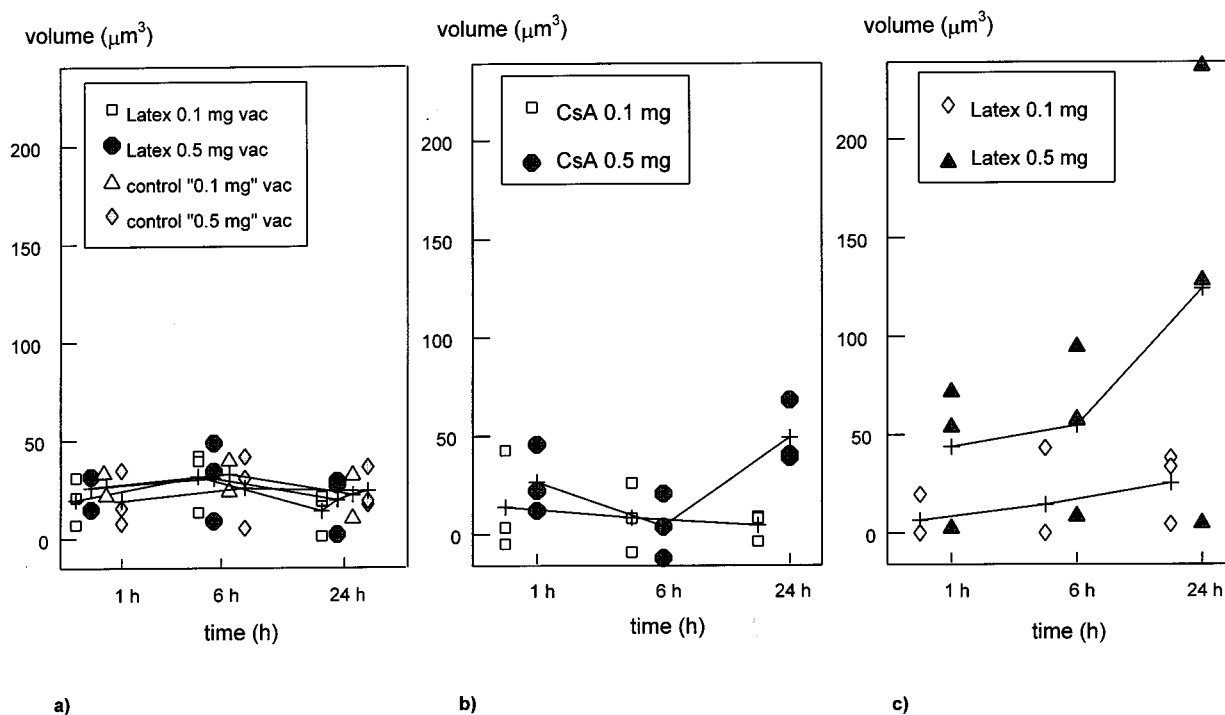 volume (μm³)
200
150
100
50
0
Latex 0.1 mg vac
Latex 0.5 mg vac
control "0.1 mg" vac
control "0.5 mg" vac
1 h 6 h 24 h
time (h)
a)
volume (μm³)
200
150
100
50
0
CsA 0.1 mg
CsA 0.5 mg
1 h 6 h 24 h
time (h)
b)
volume (μm³)
200
150
100
50
0
Latex 0.1 mg
Latex 0.5 mg
1 h 6 h 24 h
time (h)
c)